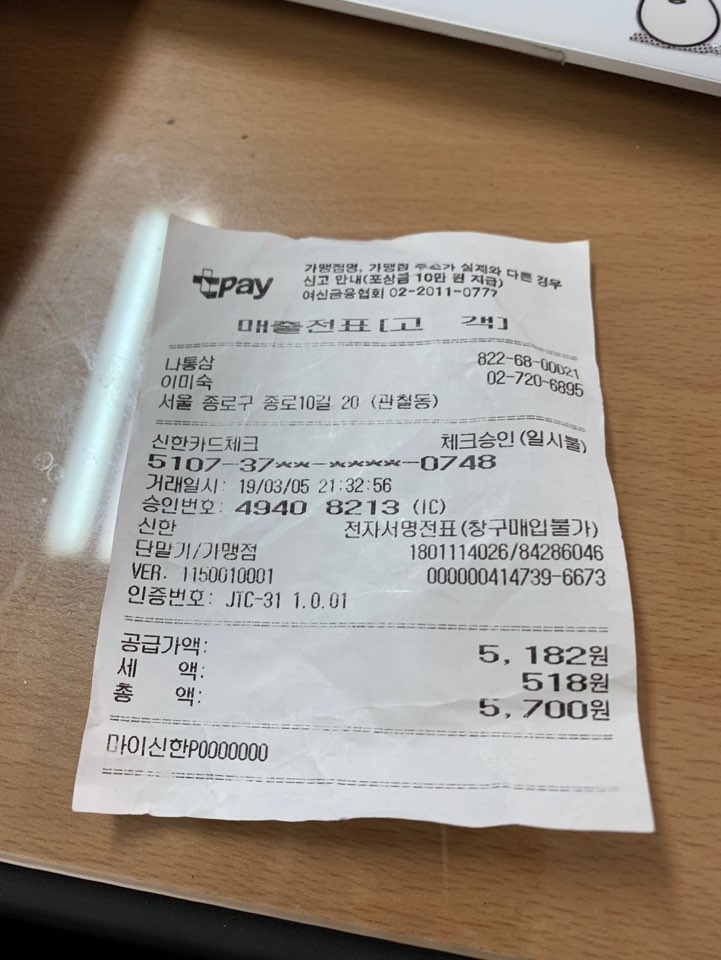 tpay
가맹점명, 가맹점 주소가 실제와 다른 경우
신고 안내(포상금 10만 원 지급)
여신금융협회 02-2011-0777
매출전표[고 객]
나통삼 822-68-00021
이미숙 02-720-6895
서울 종로구 종로10길 20 (관철동)
신한카드체크 체크승인(일시불)
5107-37**-****-0748
거래일시: 19/03/05 21:32:56
승인번호: 4940 8213 (IC)
신한 전자서명전표(창구매입불가)
단말기/가맹점 1801114026/84286046
VER. 1150010001 000000414739-6673
인증번호: JTC-31 1.0.01
공급가액: 5,182원
세 액: 518원
총 액: 5,700원
마이신한P0000000